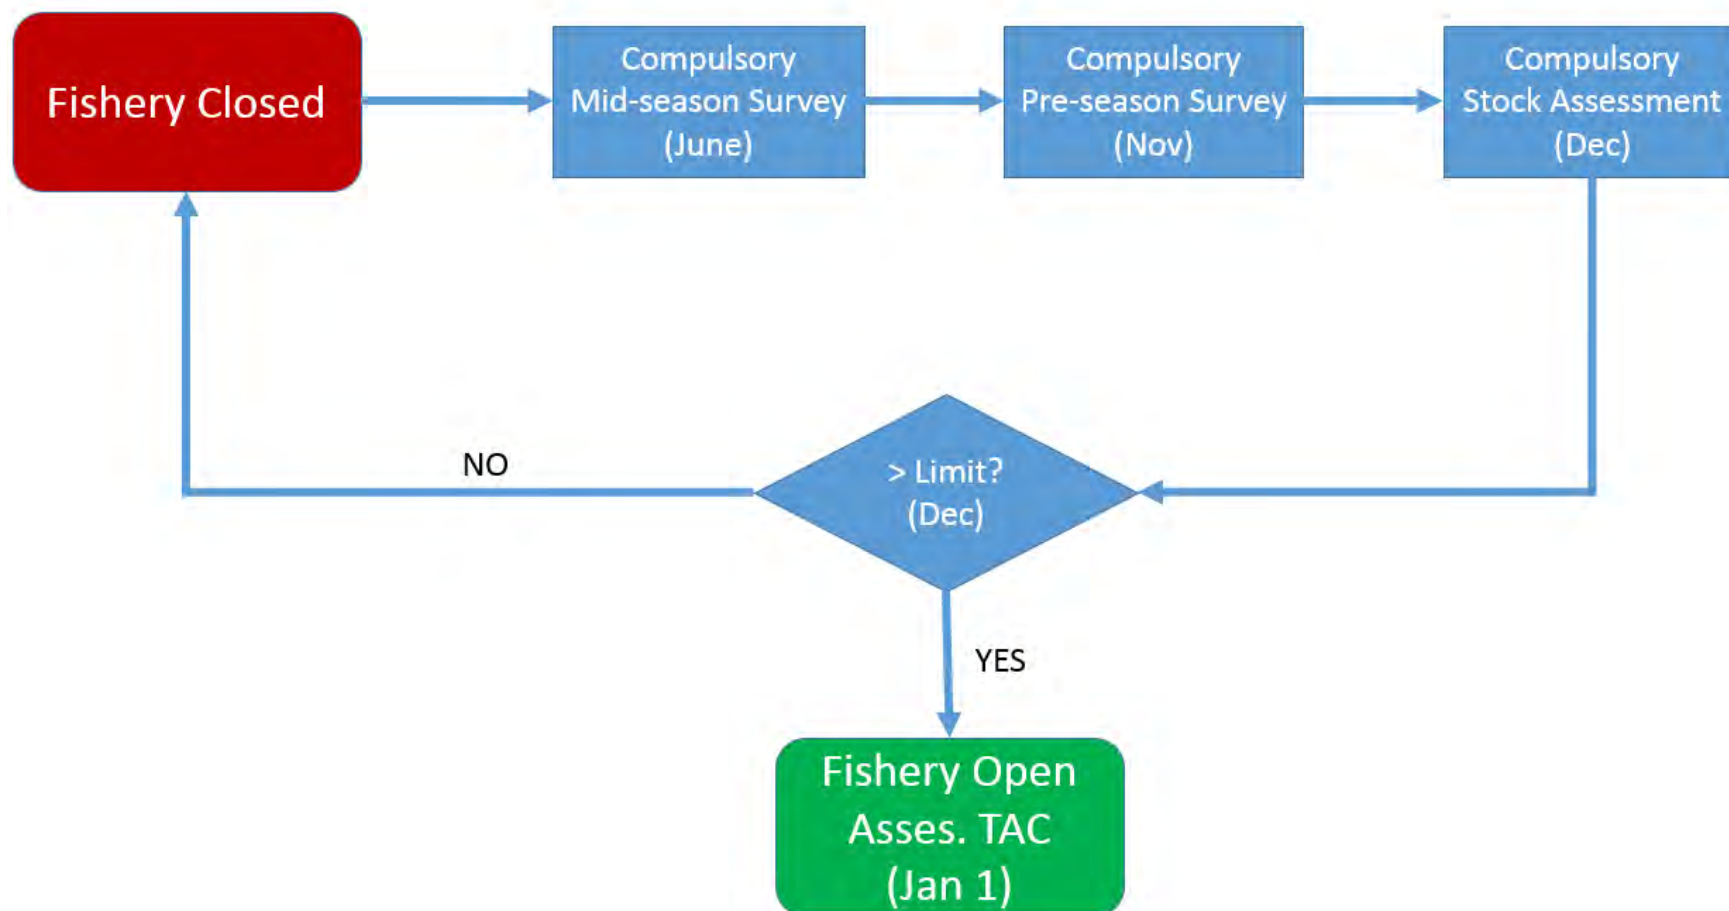 Fishery Closed
Compulsory
Mid-season Survey
(June)
Compulsory
Pre-season Survey
(Nov)
Compulsory
Stock Assessment
(Dec)
> Limit?
(Dec)
NO
YES
Fishery Open
Asses. TAC
(Jan 1)